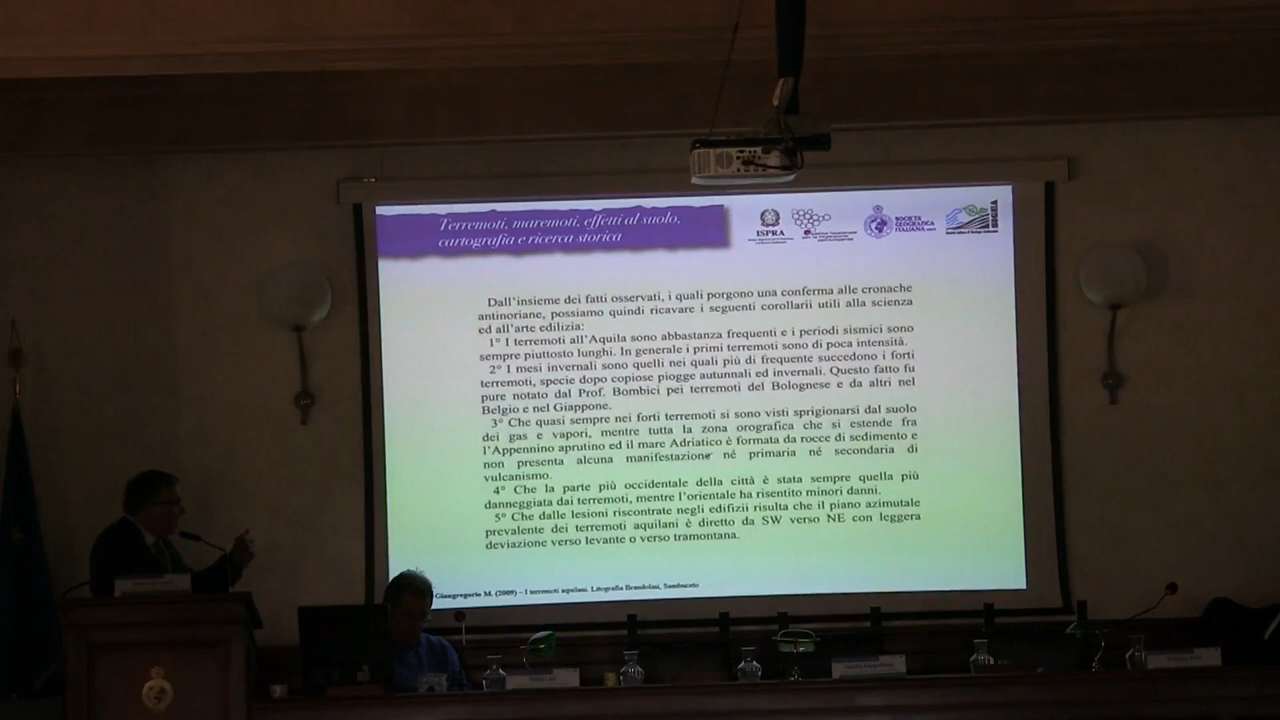 Terremoti, maremoti, effetti al suolo,
cartografia e ricerca storica
ISPRA
SOCIETÀ
GEOGRAFICA
ITALIANA
SIGEA
Dall'insieme dei fatti osservati, i quali porgono una conferma alle cronache
antinoriane, possiamo quindi ricavare i seguenti corollarii utili alla scienza
ed all'arte edilizia:
1° I terremoti all'Aquila sono abbastanza frequenti e i periodi sismici sono
sempre piuttosto lunghi. In generale i primi terremoti sono di poca intensità.
2° I mesi invernali sono quelli nei quali più di frequente succedono i forti
terremoti, specie dopo copiose piogge autunnali ed invernali. Questo fatto fu
pure notato dal Prof. Bombici pei terremoti del Bolognese e da altri nel
Belgio e nel Giappone.
3° Che quasi sempre nei forti terremoti si sono visti sprigionarsi dal suolo
dei gas e vapori, mentre tutta la zona orografica che si estende fra
l'Appennino aprutino ed il mare Adriatico è formata da rocce di sedimento e
non presenta alcuna manifestazione né primaria né secondaria di
vulcanismo.
4° Che la parte più occidentale della città è stata sempre quella più
danneggiata dai terremoti, mentre l'orientale ha risentito minori danni.
5° Che dalle lesioni riscontrate negli edifizii risulta che il piano azimutale
prevalente dei terremoti aquilani è diretto da SW verso NE con leggera
deviazione verso levante o verso tramontana.
Giangregorio M. (2009) – I terremoti aquilani. Litografia Brandolini, Sambuceto